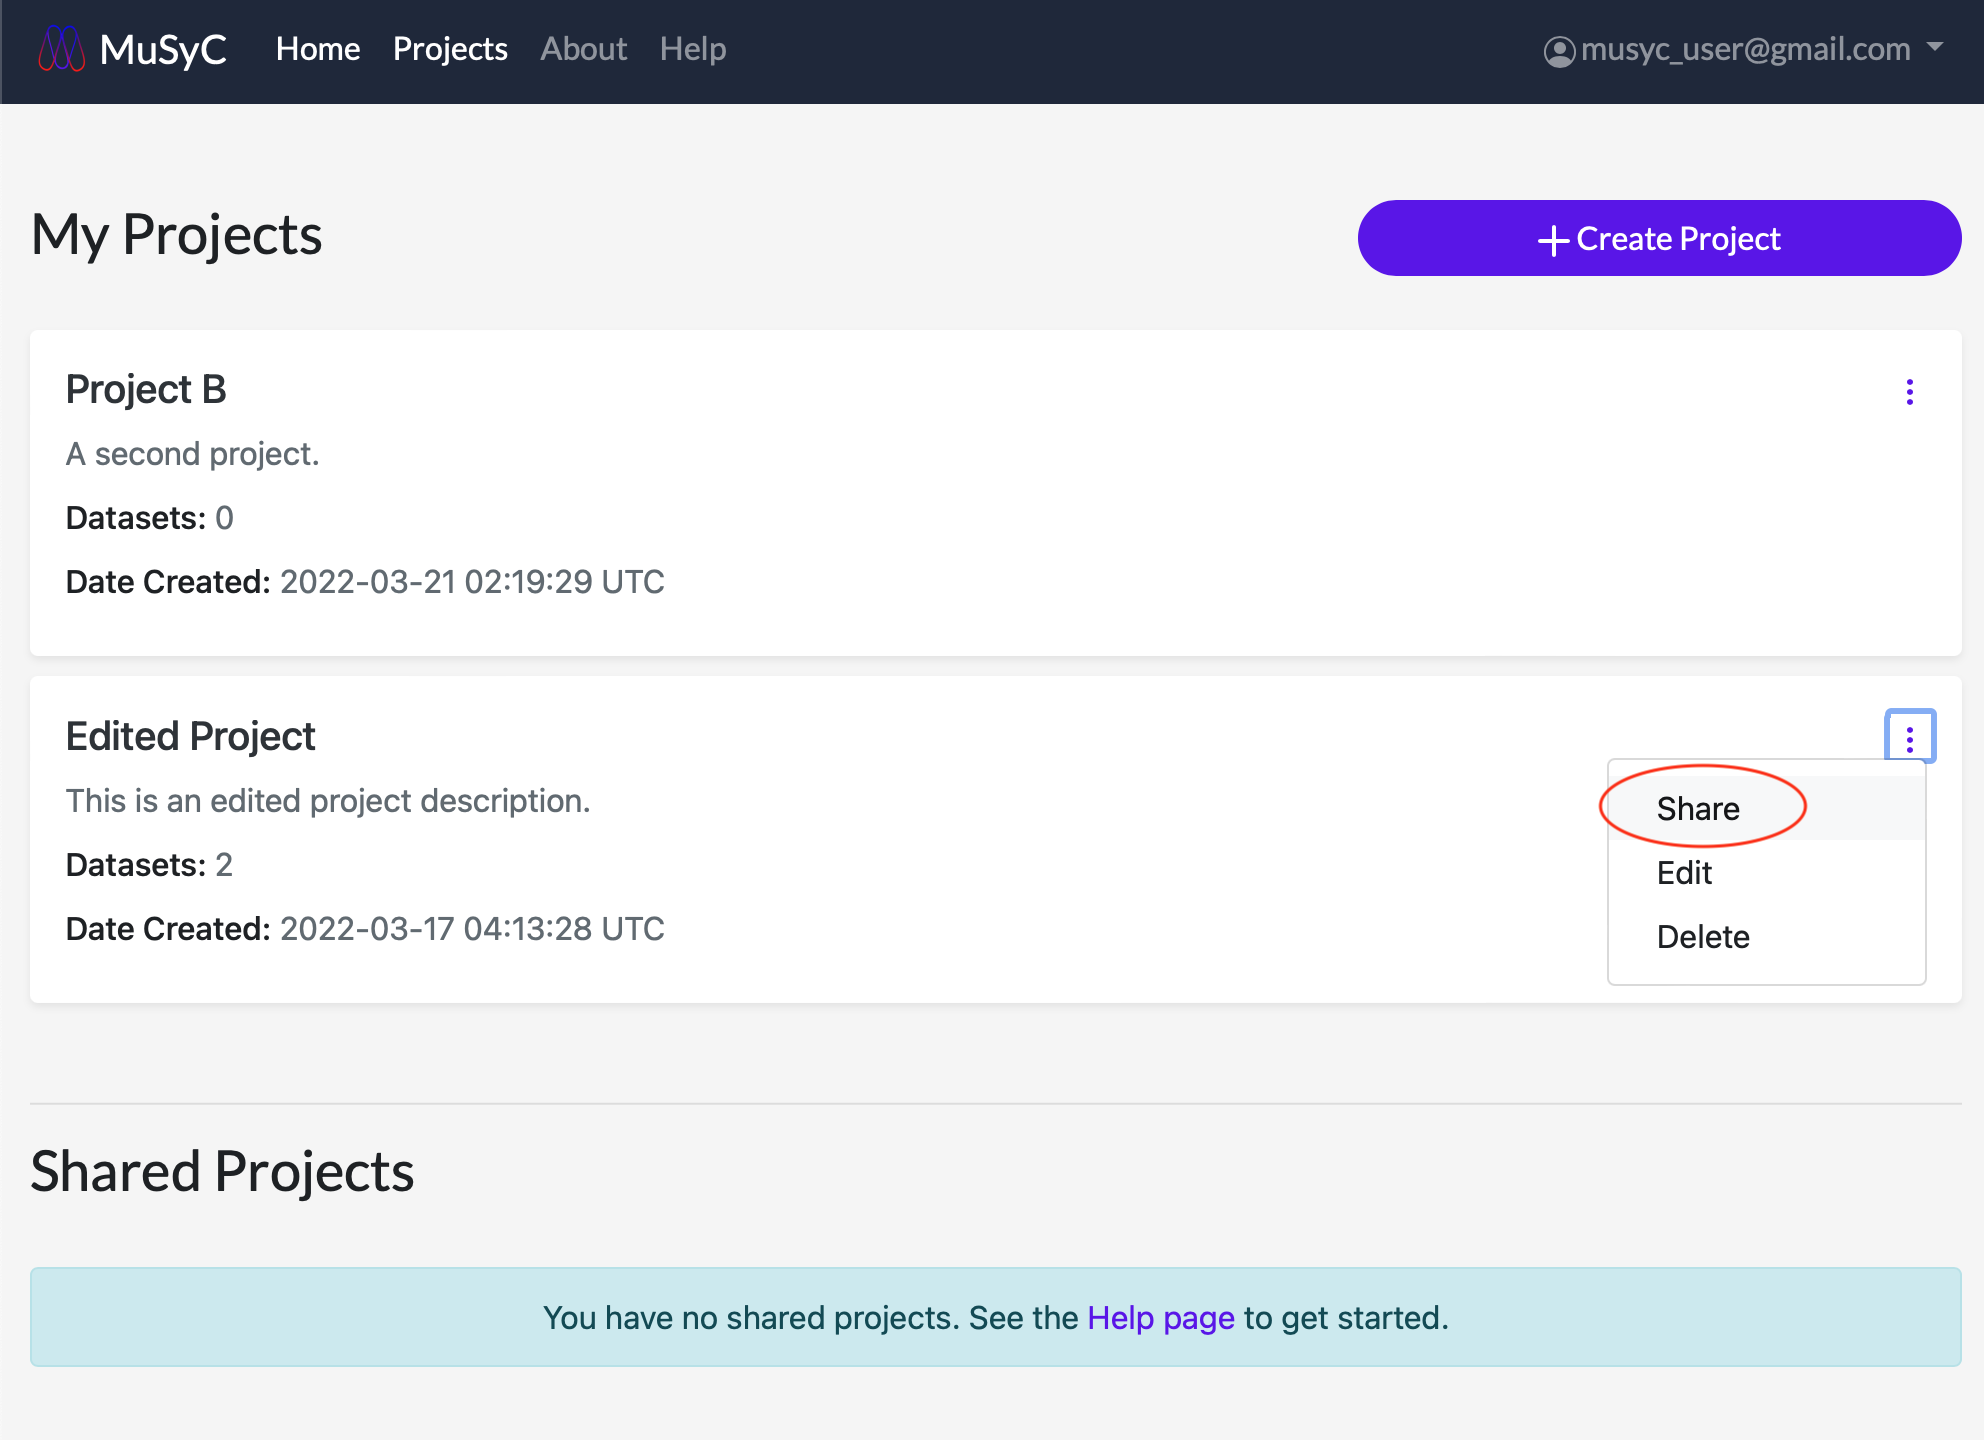 MuSyC Home Projects About Help musyc_user@gmail.com
My Projects
Create Project
Project B
A second project.
Datasets: 0
Date Created: 2022-03-21 02:19:29 UTC
Edited Project
This is an edited project description.
Datasets: 2
Date Created: 2022-03-17 04:13:28 UTC
Share
Edit
Delete
Shared Projects
You have no shared projects. See the Help page to get started.